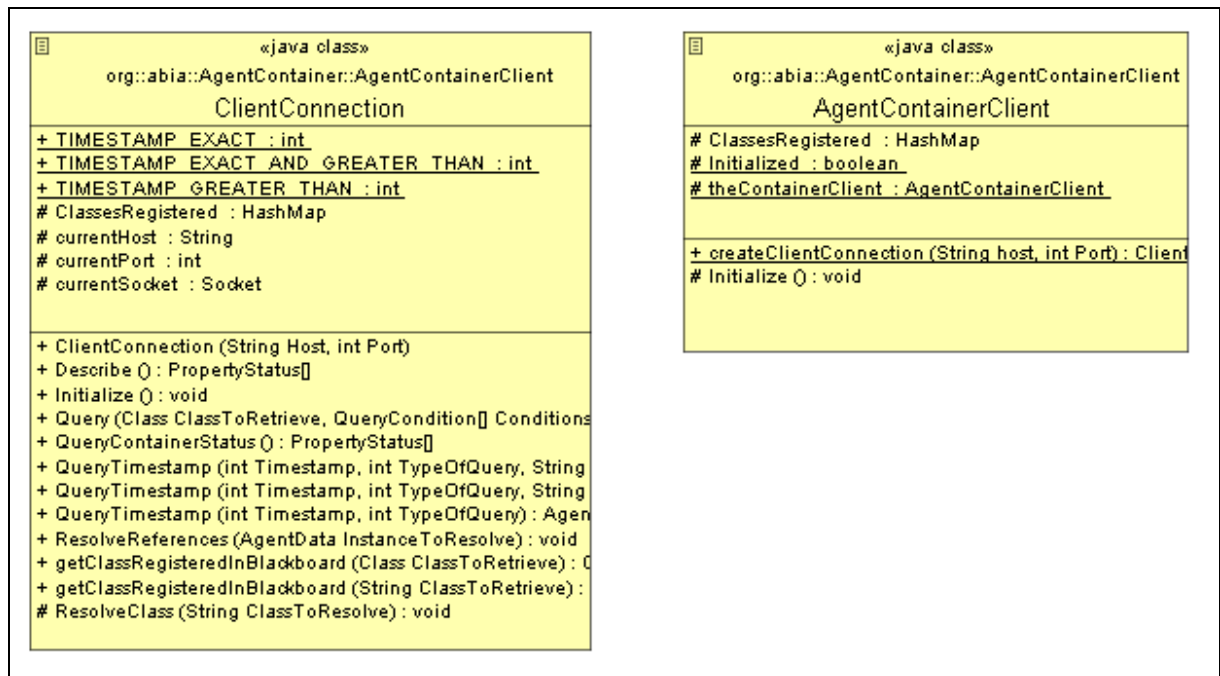 «java class»
org::abia::AgentContainer::AgentContainerClient
ClientConnection
+ TIMESTAMP_EXACT : int
+ TIMESTAMP_EXACT_AND_GREATER_THAN : int
+ TIMESTAMP_GREATER_THAN : int
# ClassesRegistered : HashMap
# currentHost : String
# currentPort : int
# currentSocket : Socket
+ ClientConnection (String Host, int Port)
+ Describe () : PropertyStatus[]
+ Initialize () : void
+ Query (Class ClassToRetrieve, QueryCondition[] Conditions
+ QueryContainerStatus () : PropertyStatus[]
+ QueryTimestamp (int Timestamp, int TypeOfQuery, String
+ QueryTimestamp (int Timestamp, int TypeOfQuery, String
+ QueryTimestamp (int Timestamp, int TypeOfQuery) : Agen
+ ResolveReferences (AgentData InstanceToResolve) : void
+ getClassRegisteredInBlackboard (Class ClassToRetrieve) :
+ getClassRegisteredInBlackboard (String ClassToRetrieve) :
# ResolveClass (String ClassToResolve) : void
«java class»
org::abia::AgentContainer::AgentContainerClient
AgentContainerClient
# ClassesRegistered : HashMap
# Initialized : boolean
# theContainerClient : AgentContainerClient
+ createClientConnection (String host, int Port) : Client
# Initialize () : void